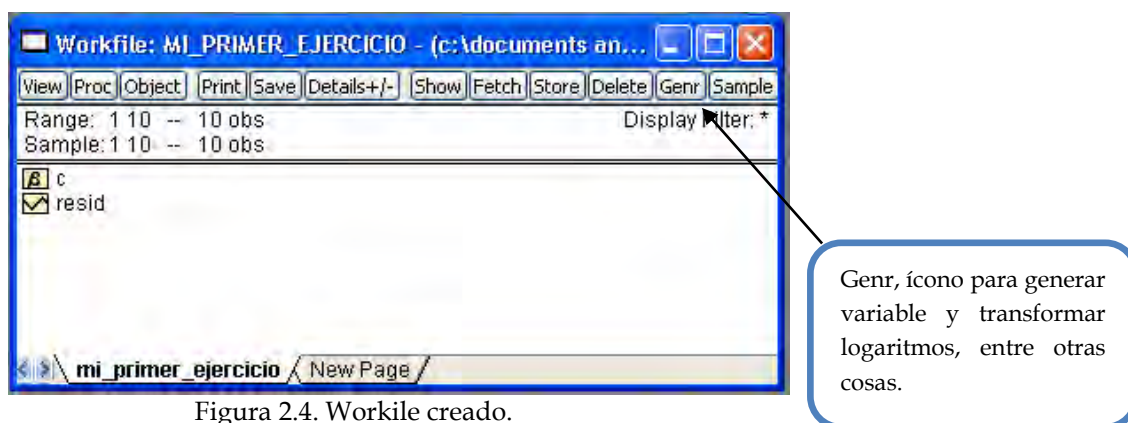 Workfile: MI_PRIMER_EJERCICIO - (c:\documents an...
View Proc Object Print Save Details+/- Show Fetch Store Delete Genr Sample
Range: 1 10 -- 10 obs Display Filter: *
Sample: 1 10 -- 10 obs
β c
resid
mi_primer_ejercicio New Page
Genr, ícono para generar
variable y transformar
logaritmos, entre otras
cosas.
Figura 2.4. Workile creado.